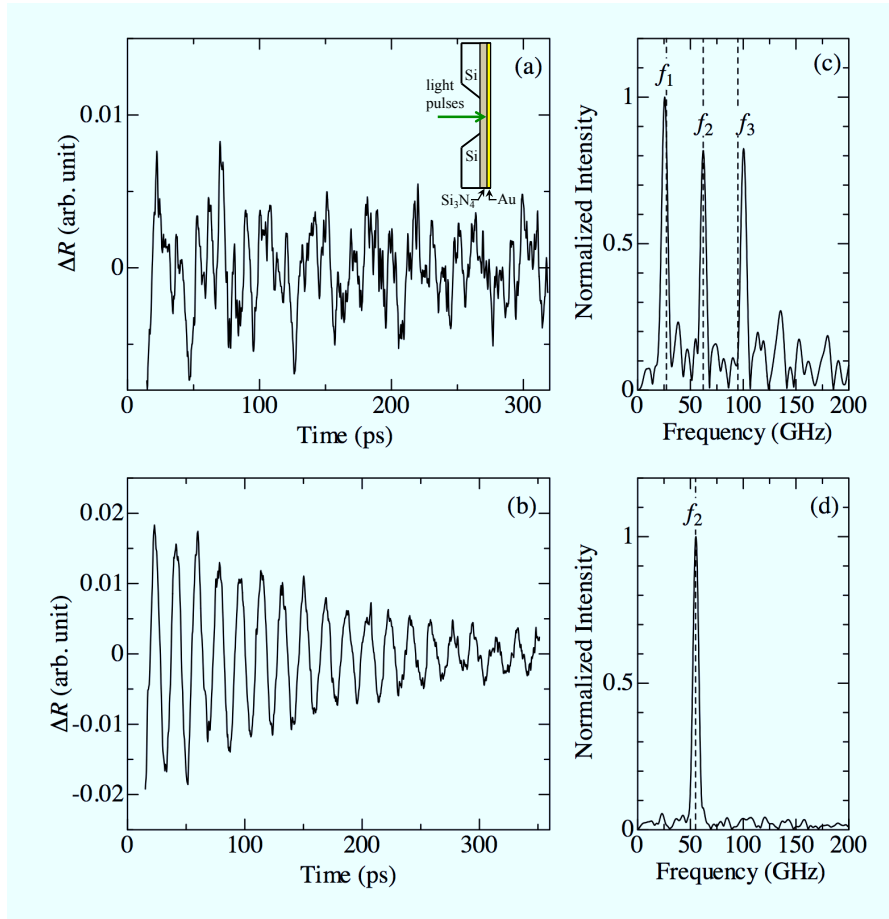 (a)
Si
light
pulses
Si
Si₃N₄
Au
0.01
0
ΔR (arb. unit)
0 100 200 300
Time (ps)
(c)
f₁
f₂ f₃
1
0.5
0
Normalized Intensity
0 50 100 150 200
Frequency (GHz)
(b)
0.02
0.01
0
-0.01
-0.02
ΔR (arb. unit)
0 100 200 300
Time (ps)
(d)
f₂
1
0.5
0
Normalized Intensity
0 50 100 150 200
Frequency (GHz)